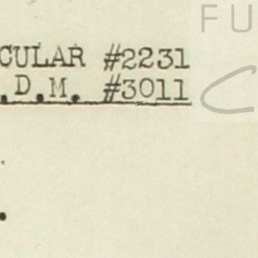 FU
CULAR #2231
.D.M. #3011